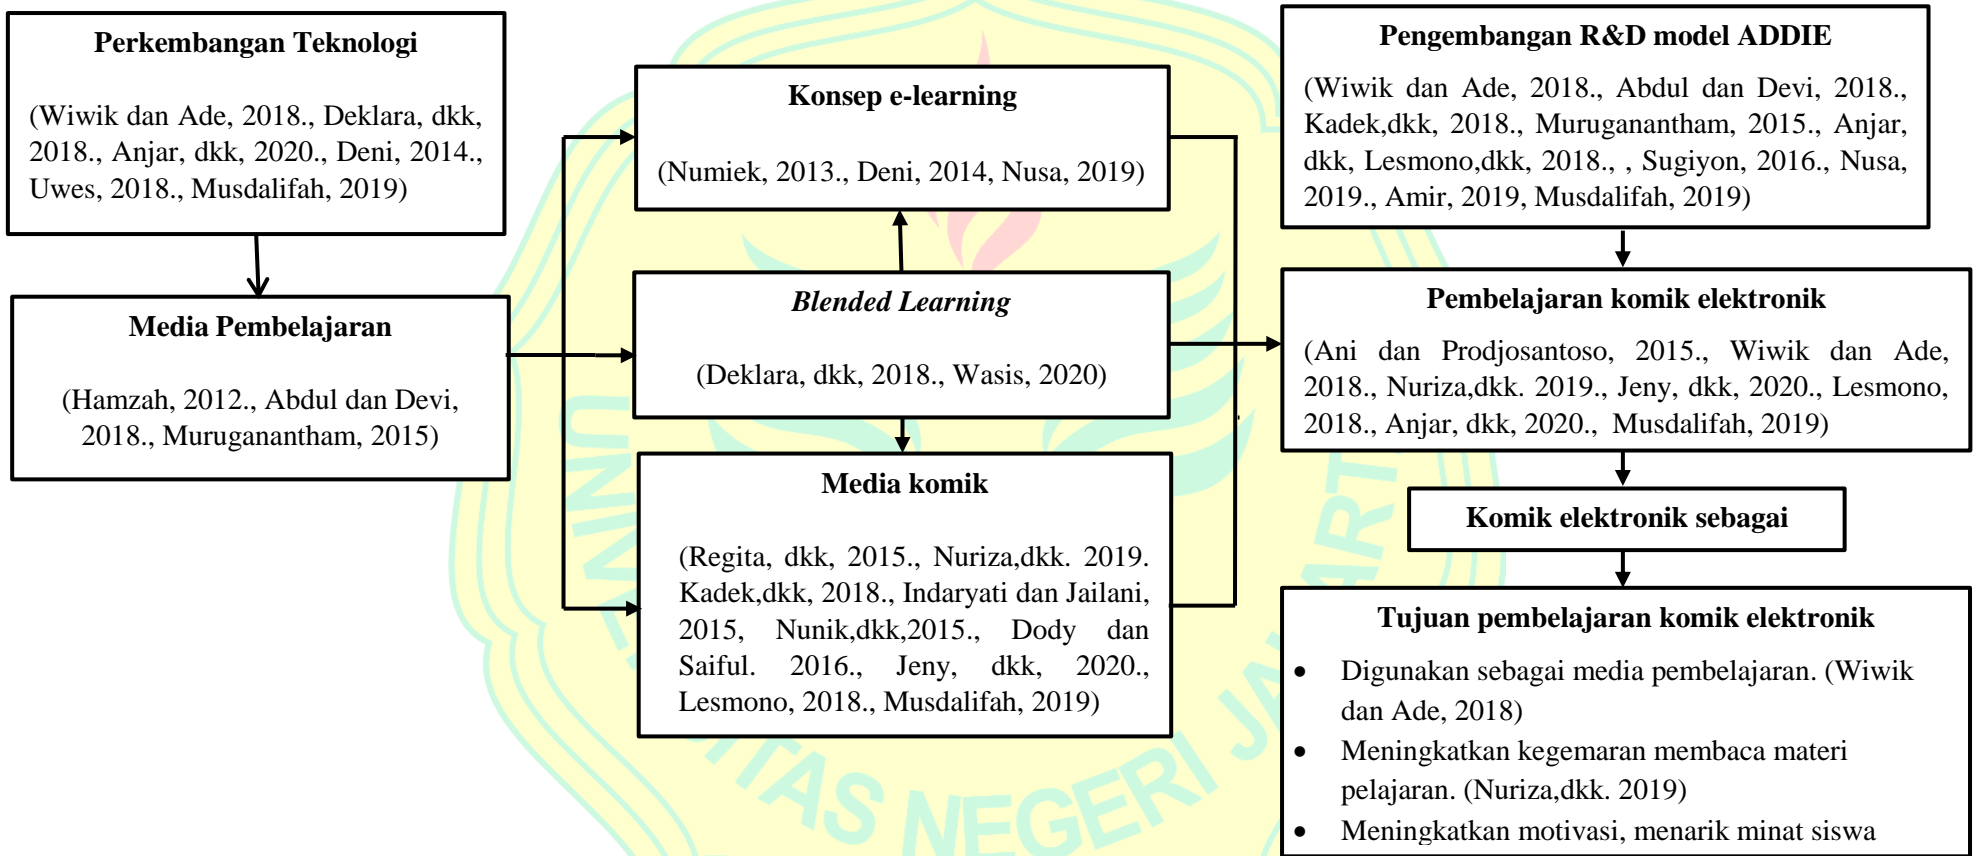 Perkembangan Teknologi
(Wiwik dan Ade, 2018., Deklara, dkk,
2018., Anjar, dkk, 2020., Deni, 2014.,
Uwes, 2018., Musdalifah, 2019)
Media Pembelajaran
(Hamzah, 2012., Abdul dan Devi,
2018., Muruganantham, 2015)
Konsep e-learning
(Numiek, 2013., Deni, 2014, Nusa, 2019)
Blended Learning
(Deklara, dkk, 2018., Wasis, 2020)
Media komik
(Regita, dkk, 2015., Nuriza,dkk. 2019.
Kadek,dkk, 2018., Indaryati dan Jailani,
2015, Nunik,dkk,2015., Dody dan
Saiful. 2016., Jeny, dkk, 2020.,
Lesmono, 2018., Musdalifah, 2019)
Pengembangan R&D model ADDIE
(Wiwik dan Ade, 2018., Abdul dan Devi, 2018.,
Kadek,dkk, 2018., Muruganantham, 2015., Anjar,
dkk, Lesmono,dkk, 2018., , Sugiyon, 2016., Nusa,
2019., Amir, 2019, Musdalifah, 2019)
Pembelajaran komik elektronik
(Ani dan Prodjosantoso, 2015., Wiwik dan Ade,
2018., Nuriza,dkk. 2019., Jeny, dkk, 2020., Lesmono,
2018., Anjar, dkk, 2020., Musdalifah, 2019)
Komik elektronik sebagai
Tujuan pembelajaran komik elektronik
• Digunakan sebagai media pembelajaran. (Wiwik
dan Ade, 2018)
• Meningkatkan kegemaran membaca materi
pelajaran. (Nuriza,dkk. 2019)
• Meningkatkan motivasi, menarik minat siswa
NEGERI